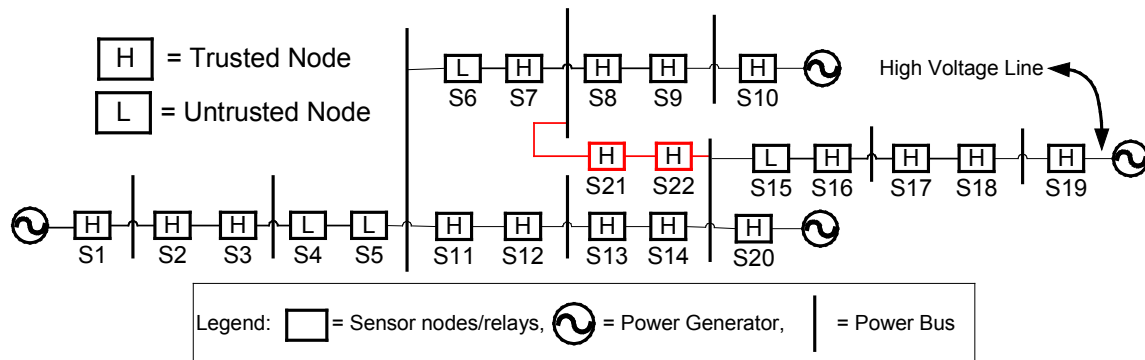 H = Trusted Node
L = Untrusted Node
L H H H H
S6 S7 S8 S9 S10
High Voltage Line
H H L H H H H
S21 S22 S15 S16 S17 S18 S19
H H H L L H H H H H
S1 S2 S3 S4 S5 S11 S12 S13 S14 S20
Legend: = Sensor nodes/relays, = Power Generator, = Power Bus